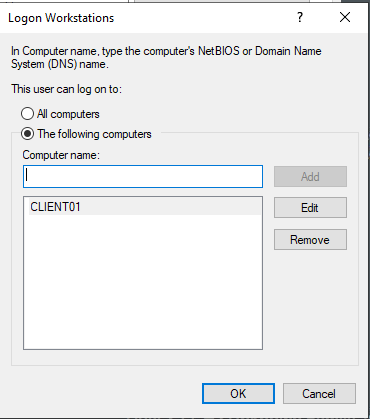 Logon Workstations
In Computer name, type the computer's NetBIOS or Domain Name
System (DNS) name.
This user can log on to:
All computers
The following computers
Computer name:
Add
CLIENT01
Edit
Remove
OK
Cancel